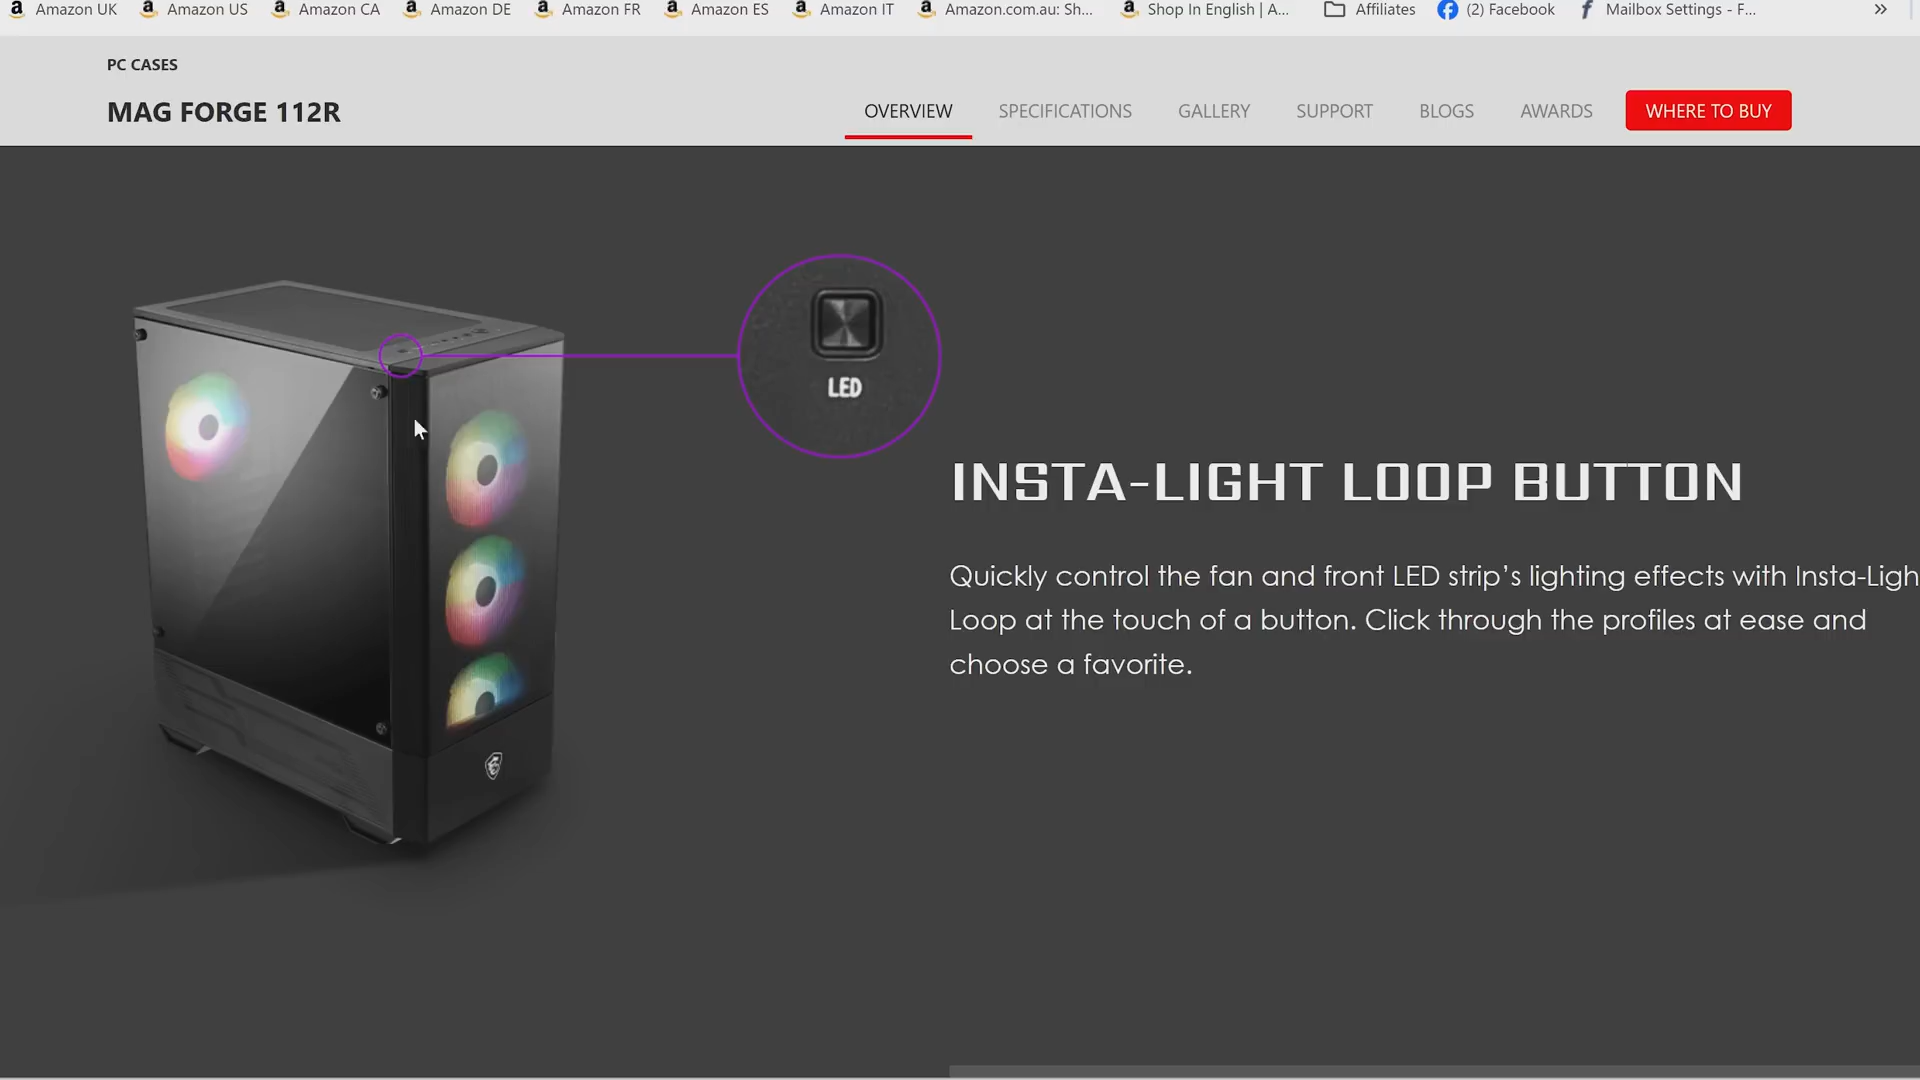 Amazon UK Amazon US Amazon CA Amazon DE Amazon FR Amazon ES Amazon IT Amazon.com.au: Sh... Shop In English | A... Affiliates (2) Facebook Mailbox Settings - F...
PC CASES
MAG FORGE 112R
OVERVIEW SPECIFICATIONS GALLERY SUPPORT BLOGS AWARDS WHERE TO BUY
LED
INSTA-LIGHT LOOP BUTTON
Quickly control the fan and front LED strip’s lighting effects with Insta-Ligh
Loop at the touch of a button. Click through the profiles at ease and
choose a favorite.